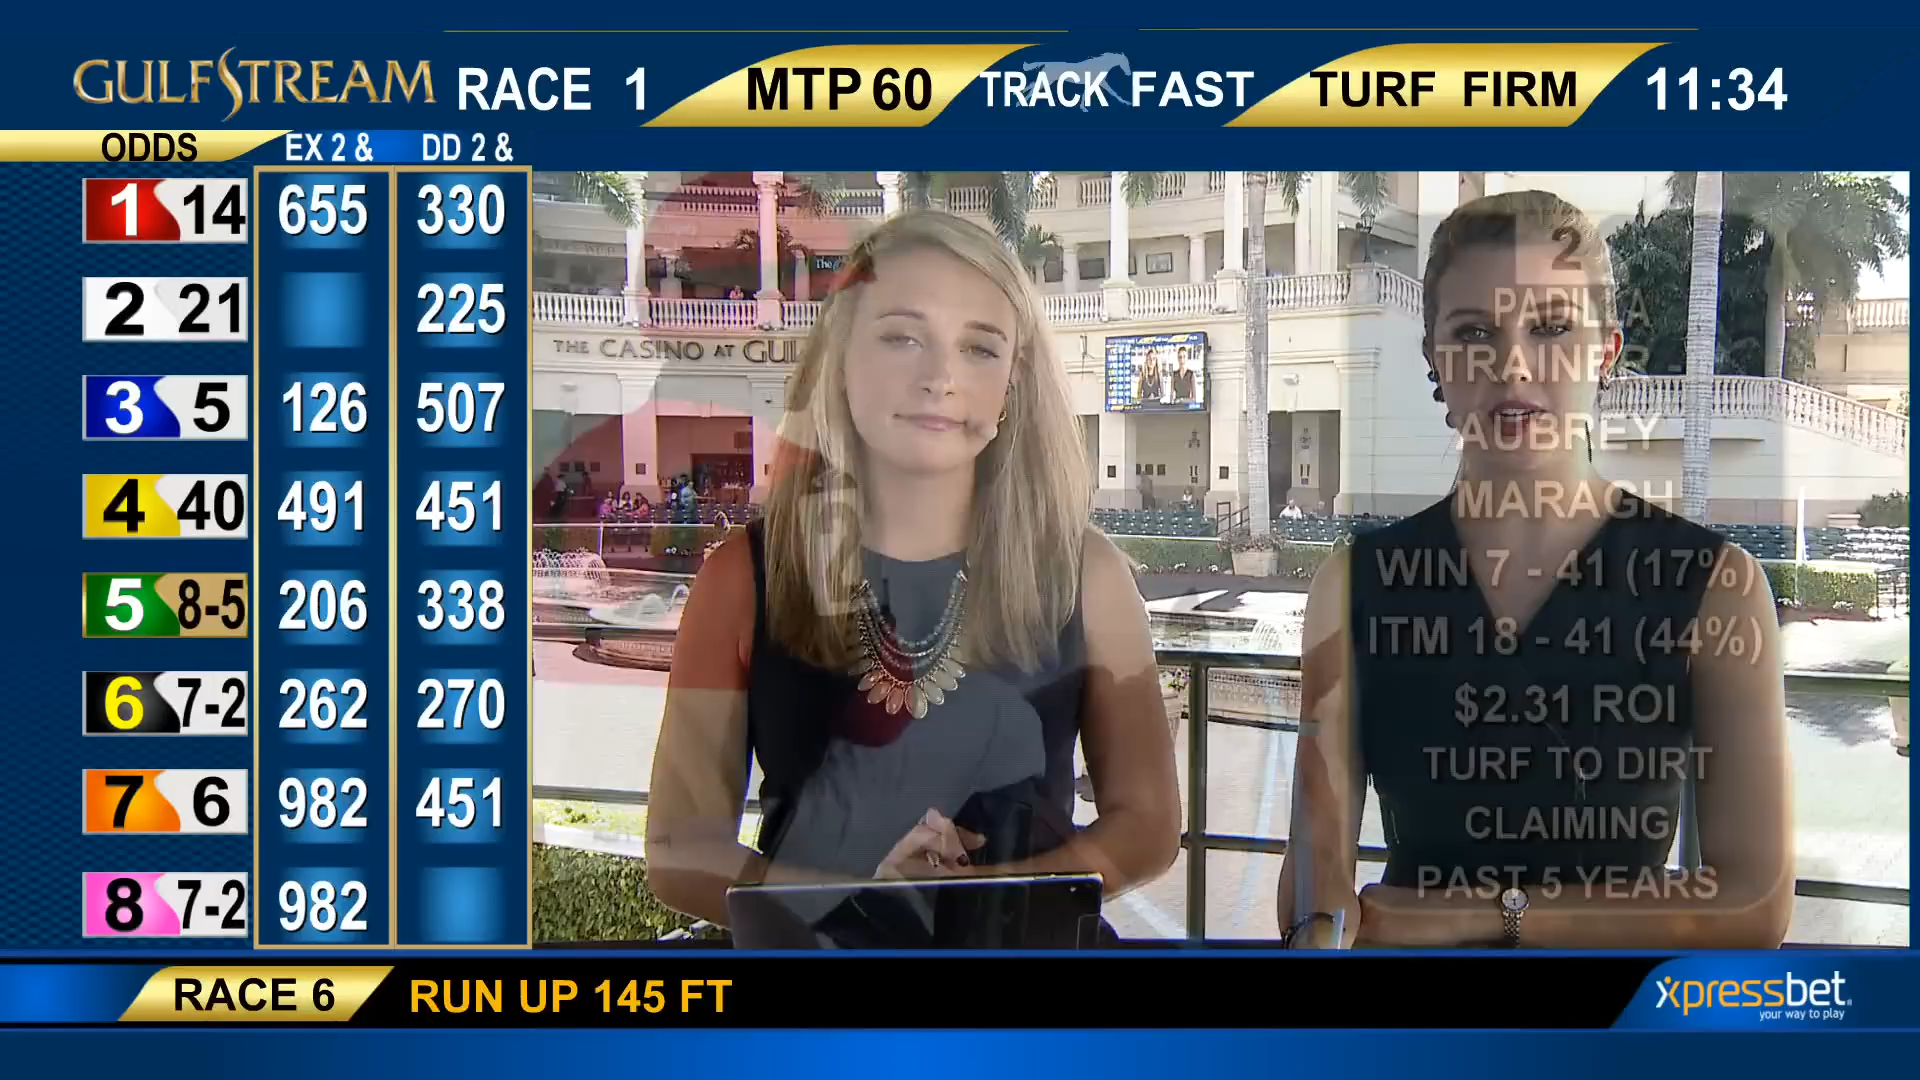 GULFSTREAM RACE 1 MTP 60 TRACK FAST TURF FIRM 11:34
ODDS EX 2 & DD 2 &
1 14 655 330
2 21 225
3 5 126 507
4 40 491 451
5 8-5 206 338
6 7-2 262 270
7 6 982 451
8 7-2 982
The
THE CASINO AT GUL
2
PADILLA
TRAINER -
AUBREY
MARAGH
WIN 7 - 41 (17%)
ITM 18 - 41 (44%)
$2.31 ROI
TURF TO DIRT
CLAIMING
PAST 5 YEARS
RACE 6 RUN UP 145 FT
xpressbet.
your way to play